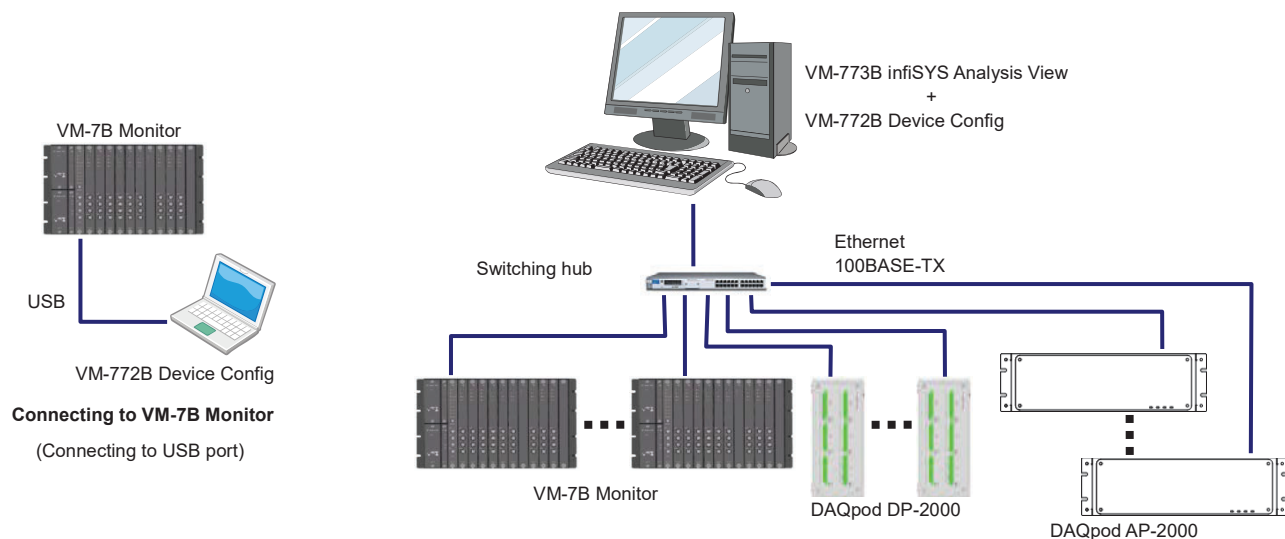 VM-7B Monitor
USB
VM-772B Device Config
Connecting to VM-7B Monitor
(Connecting to USB port)
VM-773B infiSYS Analysis View
+
VM-772B Device Config
Switching hub
Ethernet
100BASE-TX
VM-7B Monitor
DAQpod DP-2000
DAQpod AP-2000